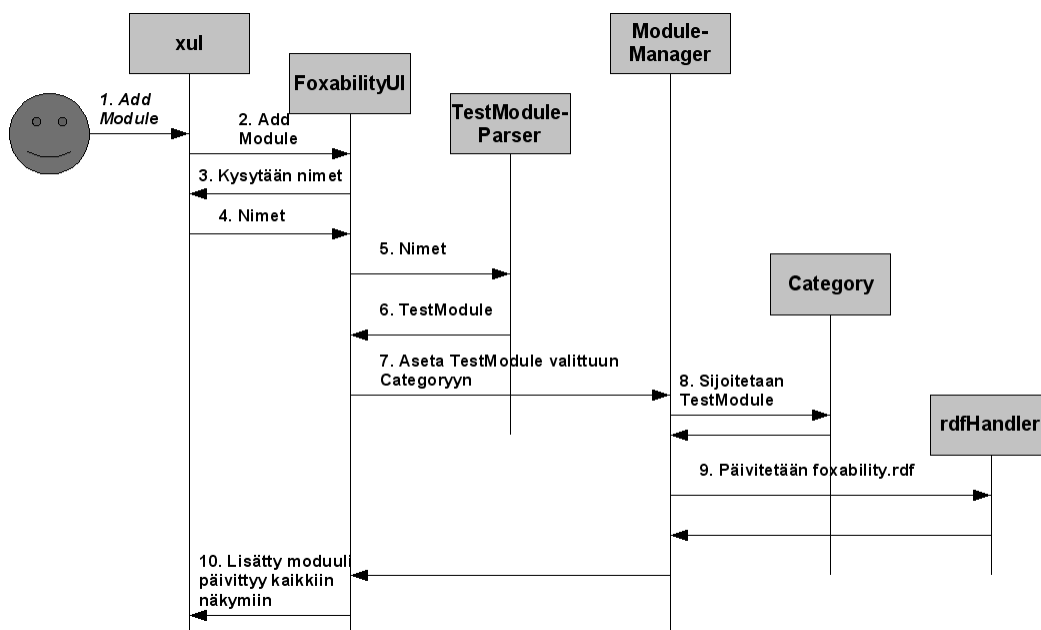 xul
Module-
Manager
FoxabilityUI
TestModule-
Parser
1. Add
Module
2. Add
Module
3. Kysytään nimet
4. Nimet
5. Nimet
Category
6. TestModule
7. Aseta TestModule valittuun
Categoryyn
8. Sijoitetaan
TestModule
rdfHandler
9. Päivitetään foxability.rdf
10. Lisätty moduuli
päivittyy kaikkiin
näkymiin